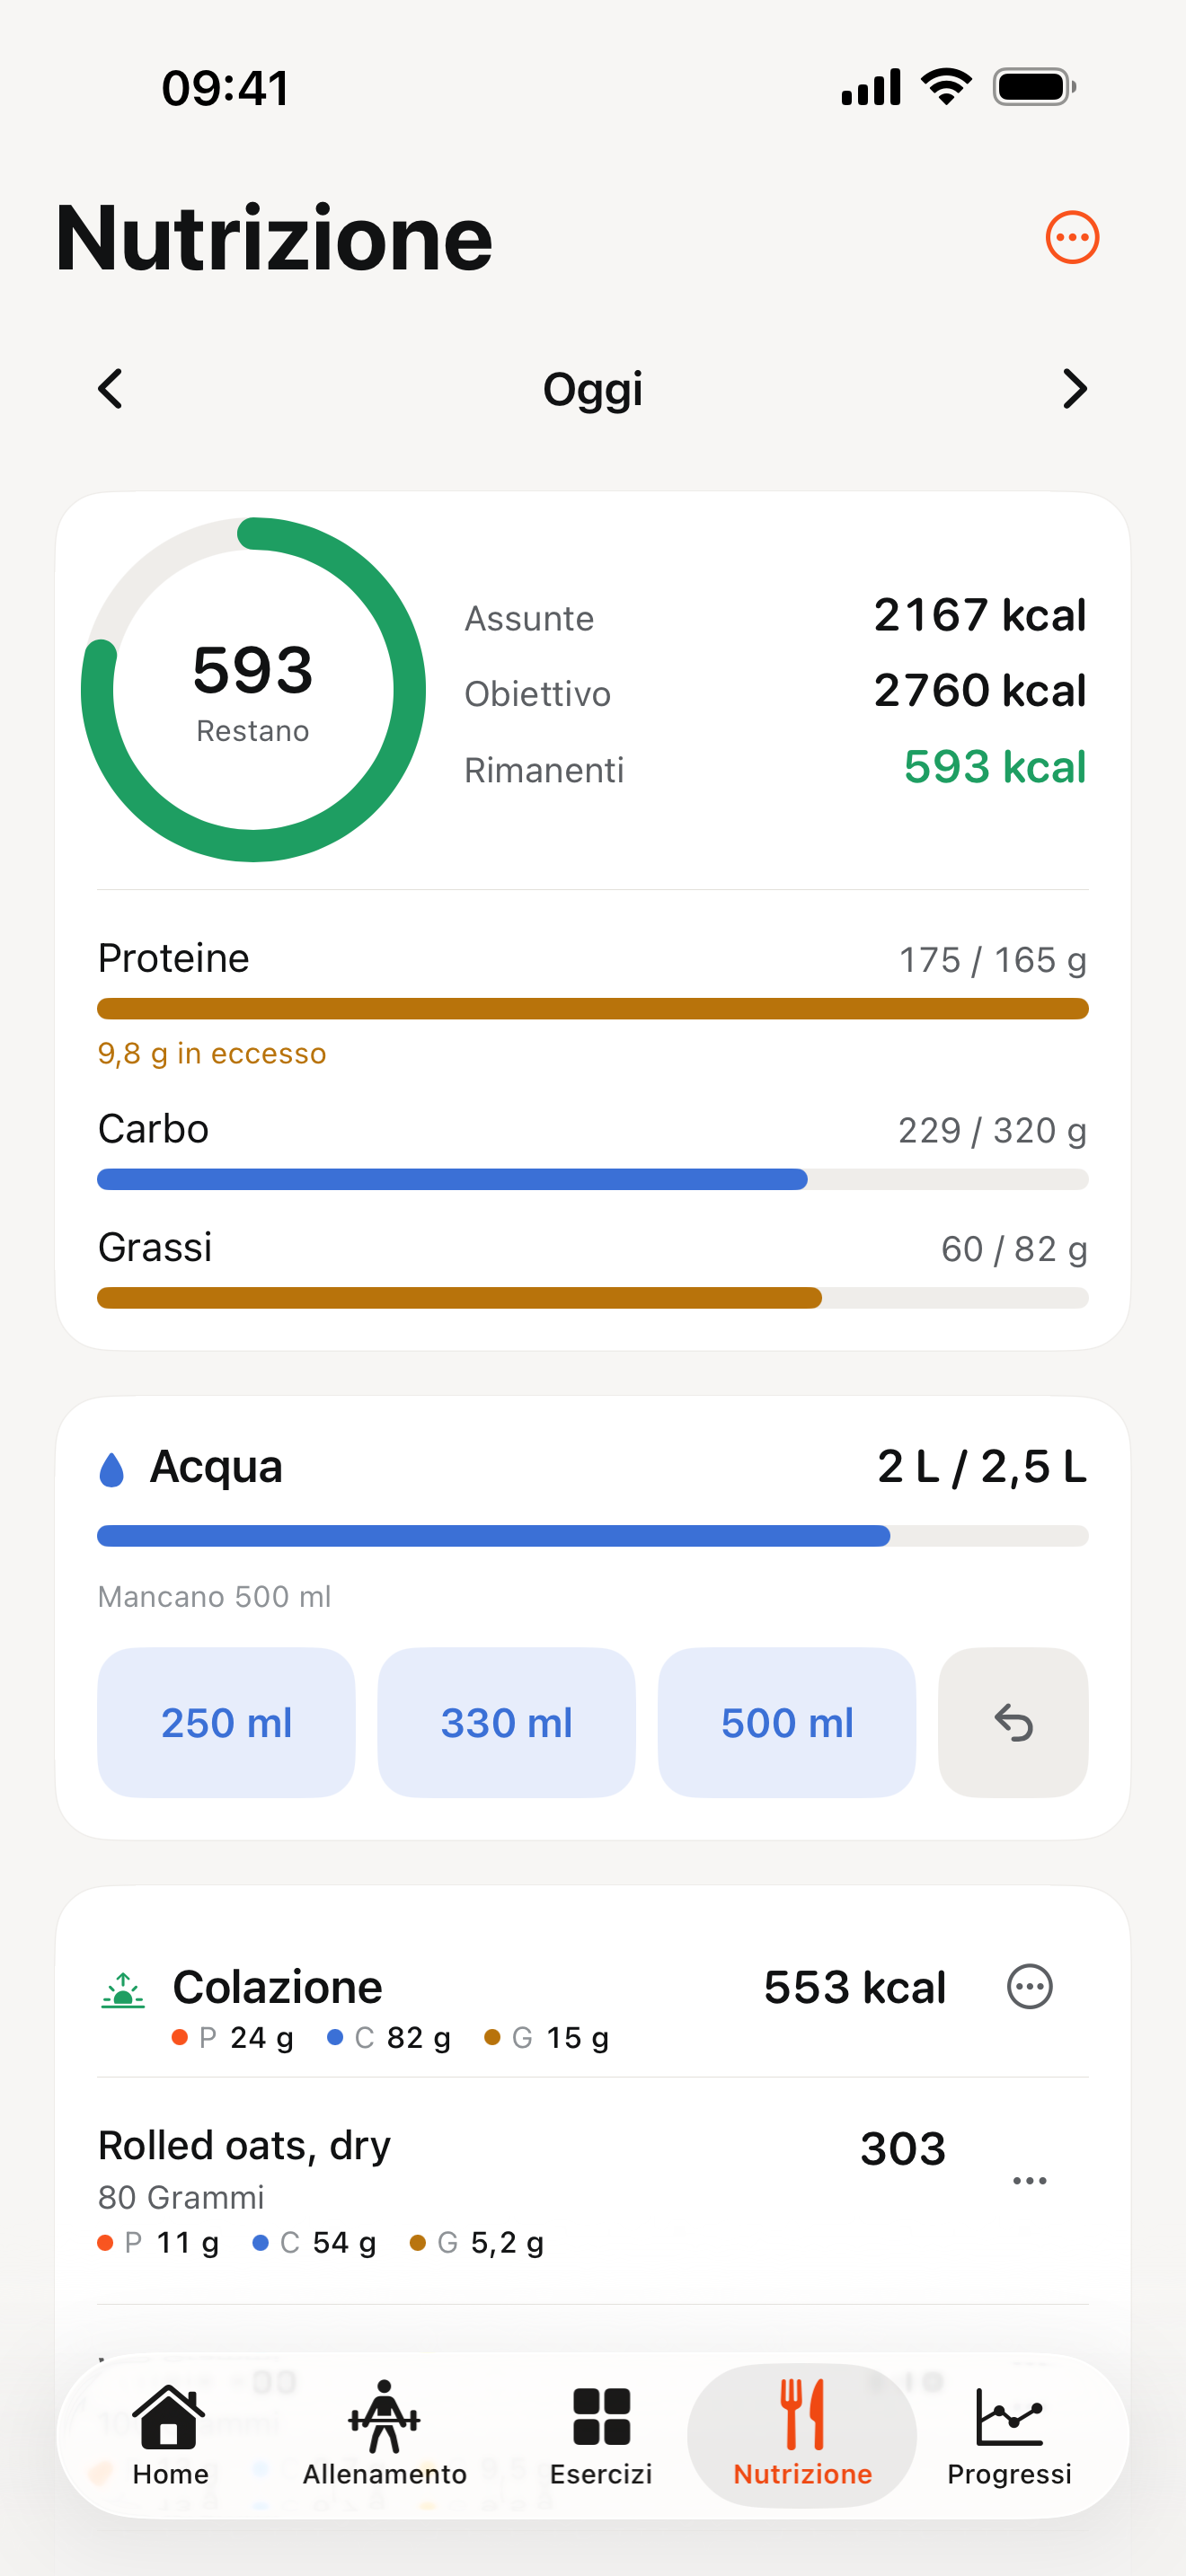 09:41
Nutrizione
Oggi
593
Restano
Assunte 2167 kcal
Obiettivo 2760 kcal
Rimanenti 593 kcal
Proteine 175 / 165 g
9,8 g in eccesso
Carbo 229 / 320 g
Grassi 60 / 82 g
Acqua 2 L / 2,5 L
Mancano 500 ml
250 ml 330 ml 500 ml
Colazione 553 kcal
P 24 g C 82 g G 15 g
Rolled oats, dry 303
80 Grammi
P 11 g C 54 g G 5,2 g
Home Allenamento Esercizi Nutrizione Progressi